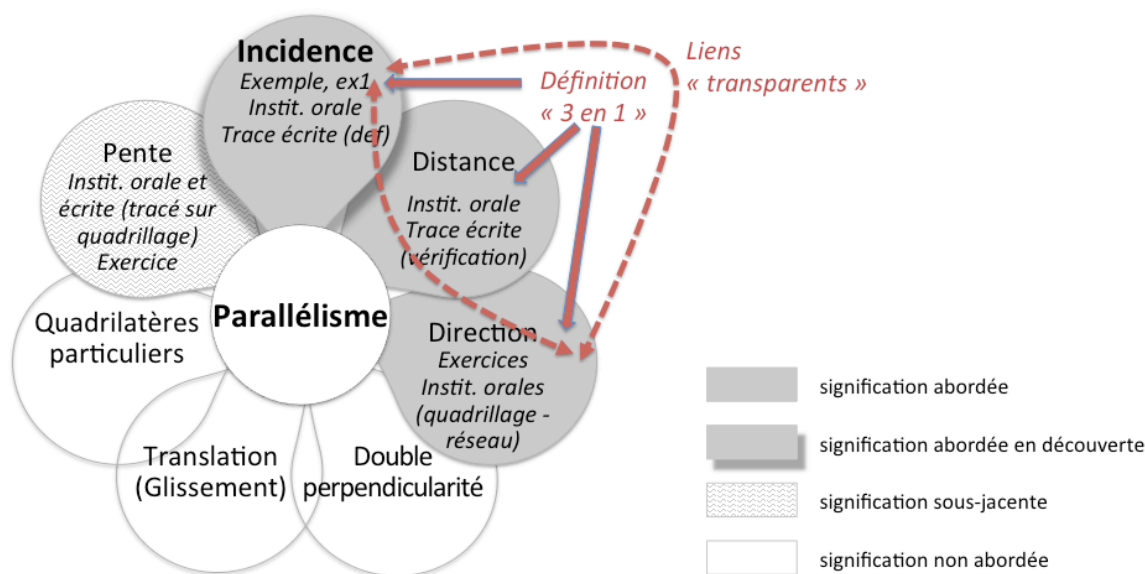 Incidence
Exemple, ex1
Instit. orale
Trace écrite (def)
Liens
« transparents »
Définition
« 3 en 1 »
Distance
Instit. orale
Trace écrite
(vérification)
Pente
Instit. orale et
écrite (tracé sur
quadrillage)
Exercice
Parallélisme
Quadrilatères
particuliers
Direction
Exercices
Instit. orales
(quadrillage -
réseau)
Translation
(Glissement)
Double
perpendicularité
signification abordée
signification abordée en découverte
signification sous-jacente
signification non abordée